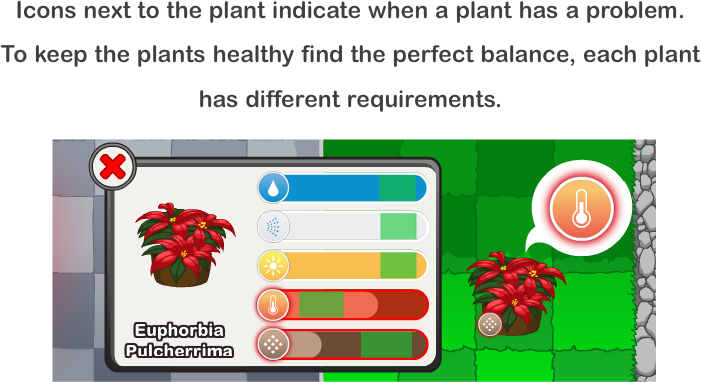 Icons next to the plant indicate when a plant has a problem.
To keep the plants healthy find the perfect balance, each plant
has different requirements.
Euphorbia
Pulcherrima